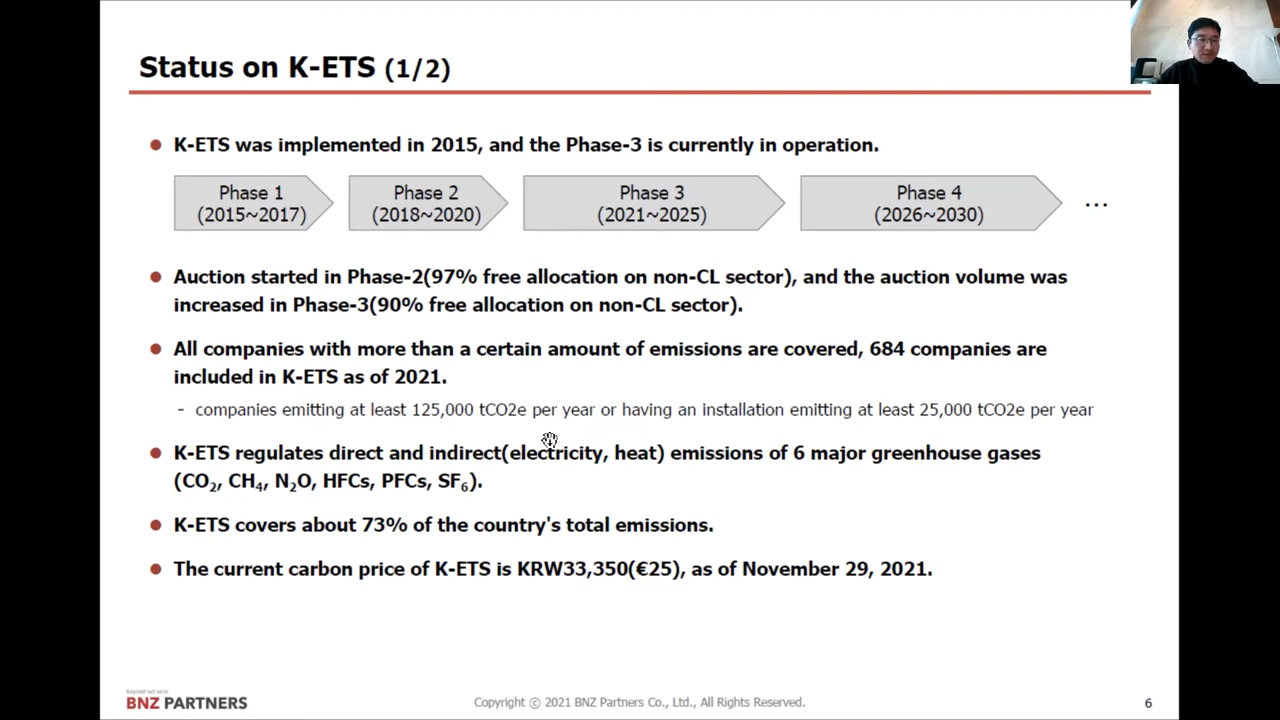 Status on K-ETS (1/2)
K-ETS was implemented in 2015, and the Phase-3 is currently in operation.
Phase 1
(2015~2017)
Phase 2
(2018~2020)
Phase 3
(2021~2025)
Phase 4
(2026~2030)
...
Auction started in Phase-2(97% free allocation on non-CL sector), and the auction volume was
increased in Phase-3(90% free allocation on non-CL sector).
All companies with more than a certain amount of emissions are covered, 684 companies are
included in K-ETS as of 2021.
- companies emitting at least 125,000 tCO2e per year or having an installation emitting at least 25,000 tCO2e per year
K-ETS regulates direct and indirect(electricity, heat) emissions of 6 major greenhouse gases
(CO₂, CH₄, N₂O, HFCs, PFCs, SF₆).
K-ETS covers about 73% of the country's total emissions.
The current carbon price of K-ETS is KRW33,350(€25), as of November 29, 2021.
Beyond net zero
BNZ PARTNERS
Copyright ⓒ 2021 BNZ Partners Co., Ltd., All Rights Reserved.
6